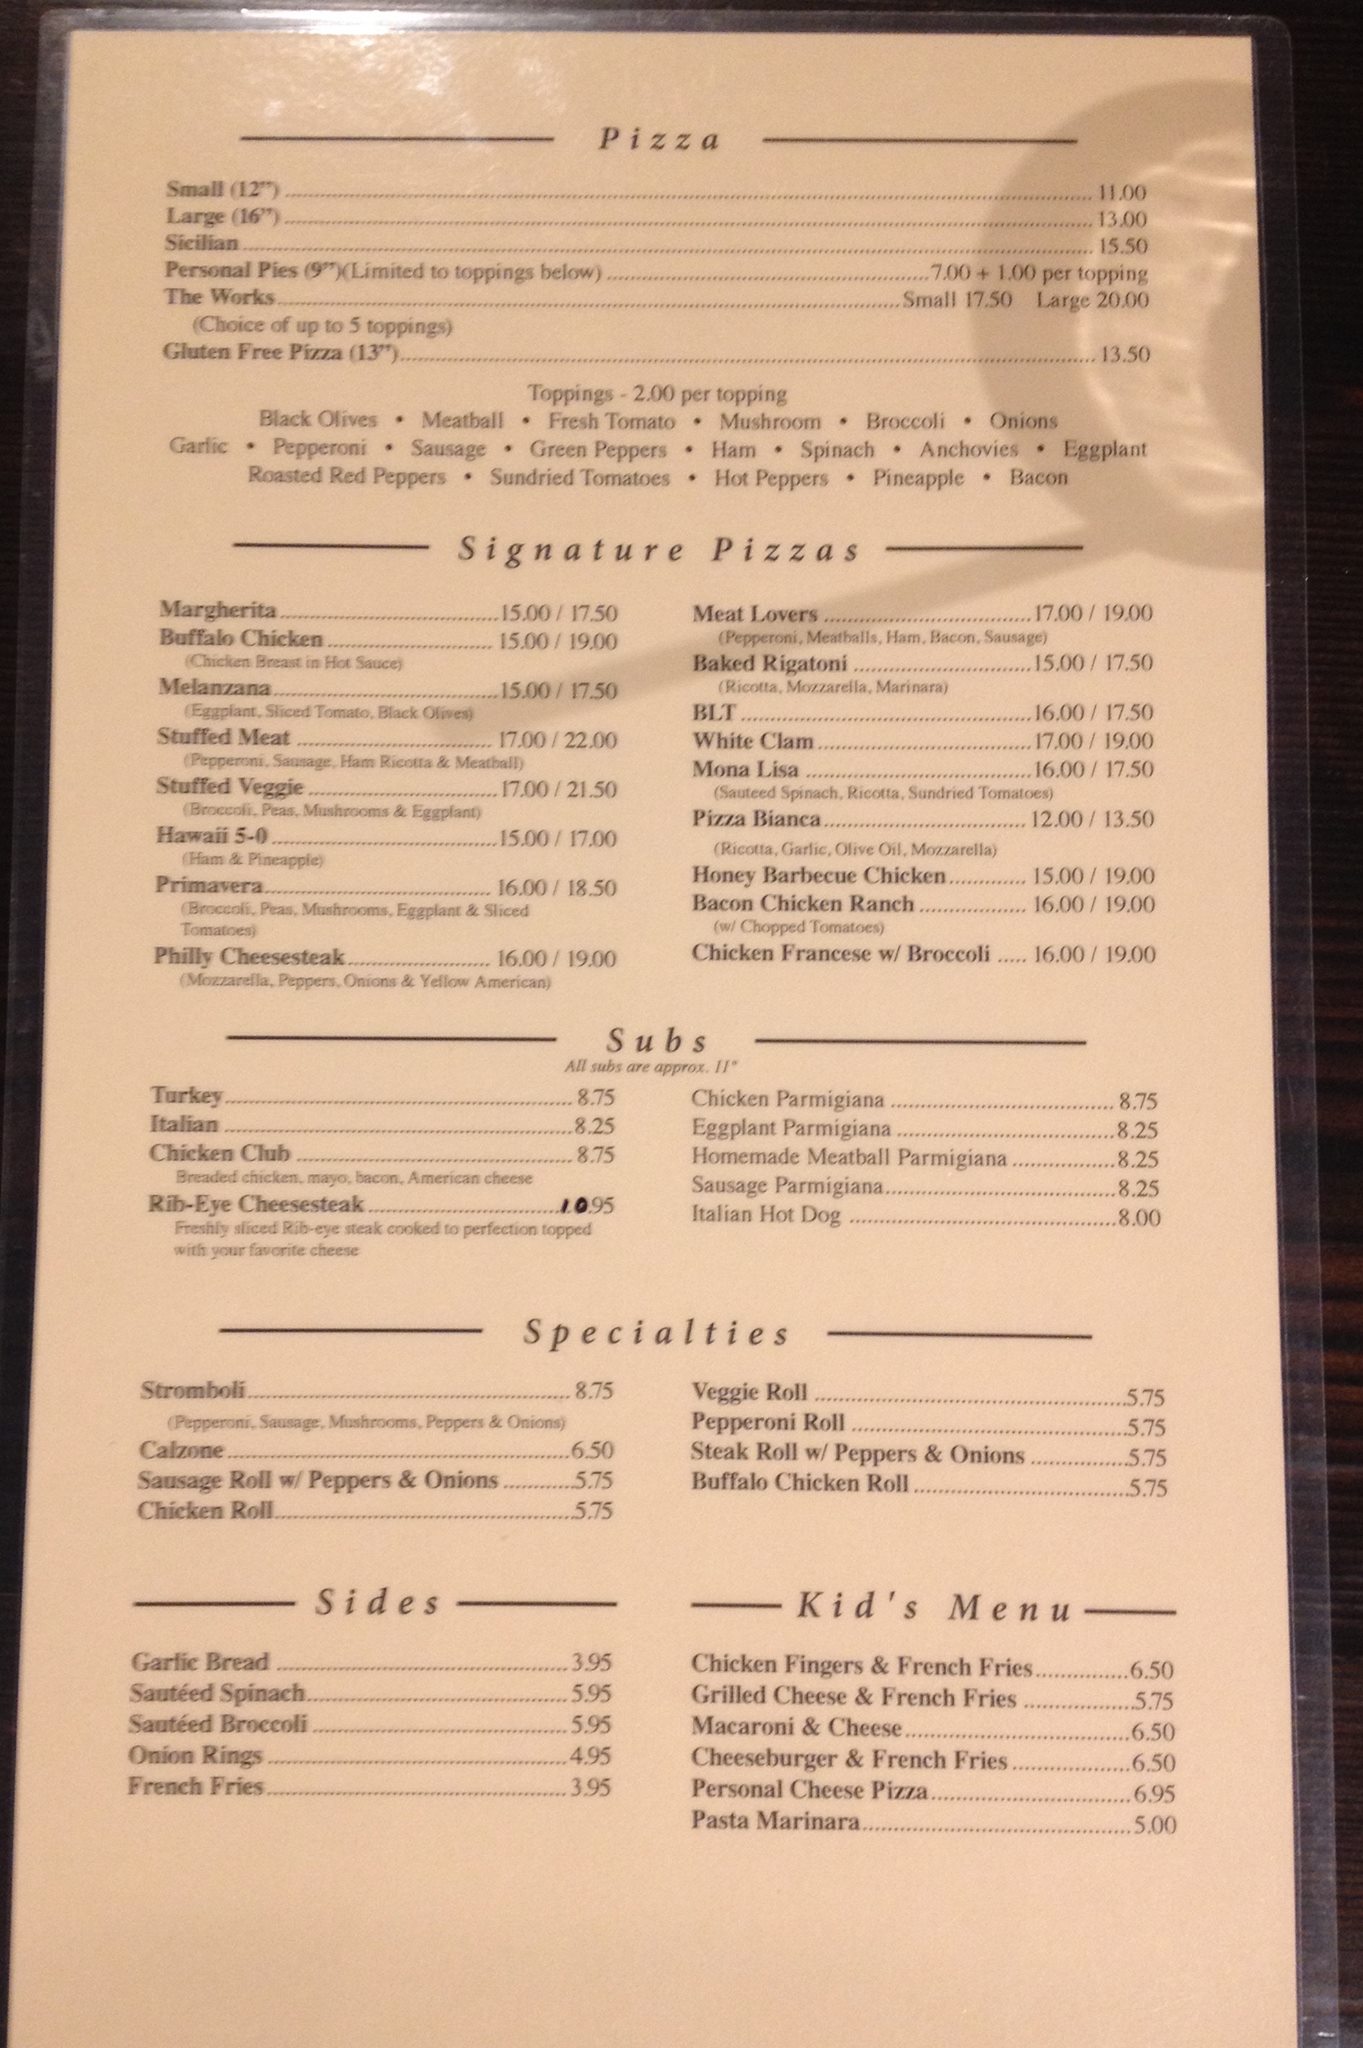 Pizza
Small (12") 11.00
Large (16") 13.00
Sicilian 15.50
Personal Pies (9")(Limited to toppings below) 7.00 + 1.00 per topping
The Works Small 17.50 Large 20.00
(Choice of up to 5 toppings)
Gluten Free Pizza (13") 13.50
Toppings - 2.00 per topping
Black Olives • Meatball • Fresh Tomato • Mushroom • Broccoli • Onions
Garlic • Pepperoni • Sausage • Green Peppers • Ham • Spinach • Anchovies • Eggplant
Roasted Red Peppers • Sundried Tomatoes • Hot Peppers • Pineapple • Bacon
Signature Pizzas
Margherita 15.00 / 17.50
Buffalo Chicken 15.00 / 19.00
(Chicken Breast in Hot Sauce)
Melanzana 15.00 / 17.50
(Eggplant, Sliced Tomato, Black Olives)
Stuffed Meat 17.00 / 22.00
(Pepperoni, Sausage, Ham Ricotta & Meatball)
Stuffed Veggie 17.00 / 21.50
(Broccoli, Peas, Mushrooms & Eggplant)
Hawaii 5-0 15.00 / 17.00
(Ham & Pineapple)
Primavera 16.00 / 18.50
(Broccoli, Peas, Mushrooms, Eggplant & Sliced
Tomatoes)
Philly Cheesesteak 16.00 / 19.00
(Mozzarella, Peppers, Onions & Yellow American)
Meat Lovers 17.00 / 19.00
(Pepperoni, Meatballs, Ham, Bacon, Sausage)
Baked Rigatoni 15.00 / 17.50
(Ricotta, Mozzarella, Marinara)
BLT 16.00 / 17.50
White Clam 17.00 / 19.00
Mona Lisa 16.00 / 17.50
(Sauteed Spinach, Ricotta, Sundried Tomatoes)
Pizza Bianca 12.00 / 13.50
(Ricotta, Garlic, Olive Oil, Mozzarella)
Honey Barbecue Chicken 15.00 / 19.00
Bacon Chicken Ranch 16.00 / 19.00
(w/ Chopped Tomatoes)
Chicken Francese w/ Broccoli 16.00 / 19.00
Subs
All subs are approx. 11"
Turkey 8.75
Italian 8.25
Chicken Club 8.75
Breaded chicken, mayo, bacon, American cheese
Rib-Eye Cheesesteak 10.95
Freshly sliced Rib-eye steak cooked to perfection topped
with your favorite cheese
Chicken Parmigiana 8.75
Eggplant Parmigiana 8.25
Homemade Meatball Parmigiana 8.25
Sausage Parmigiana 8.25
Italian Hot Dog 8.00
Specialties
Stromboli 8.75
(Pepperoni, Sausage, Mushrooms, Peppers & Onions)
Calzone 6.50
Sausage Roll w/ Peppers & Onions 5.75
Chicken Roll 5.75
Veggie Roll 5.75
Pepperoni Roll 5.75
Steak Roll w/ Peppers & Onions 5.75
Buffalo Chicken Roll 5.75
Sides
Garlic Bread 3.95
Sautéed Spinach 5.95
Sautéed Broccoli 5.95
Onion Rings 4.95
French Fries 3.95
Kid's Menu
Chicken Fingers & French Fries 6.50
Grilled Cheese & French Fries 5.75
Macaroni & Cheese 6.50
Cheeseburger & French Fries 6.50
Personal Cheese Pizza 6.95
Pasta Marinara 5.00